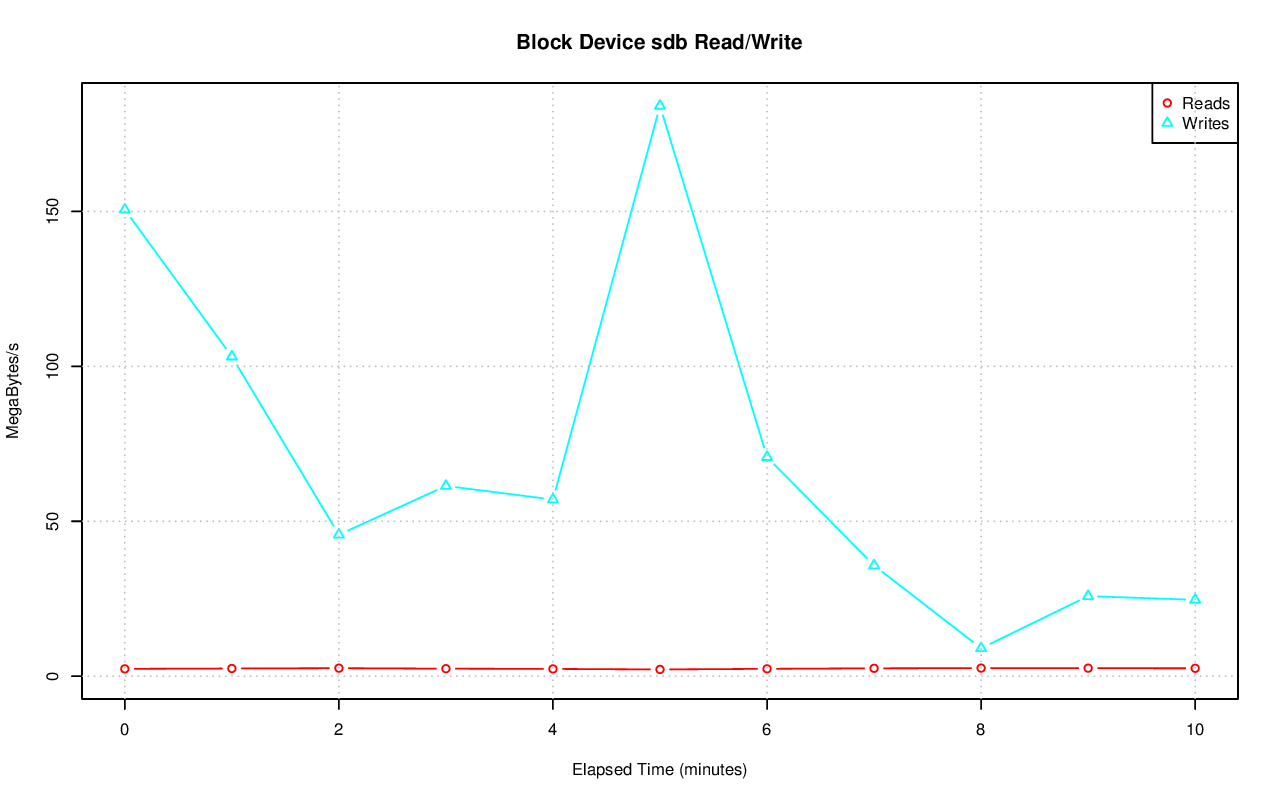 Block Device sdb Read/Write
Reads
Writes
MegaBytes/s
150
100
50
0
0 2 4 6 8 10
Elapsed Time (minutes)